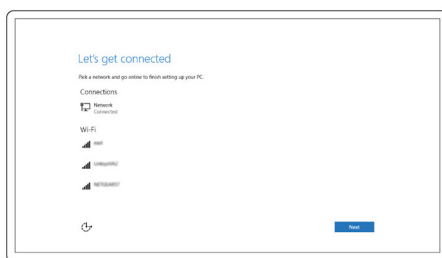 Let's get connected
Pick a network and go online to finish setting up your PC.
Connections
Network
Connected
Wi-Fi
Next